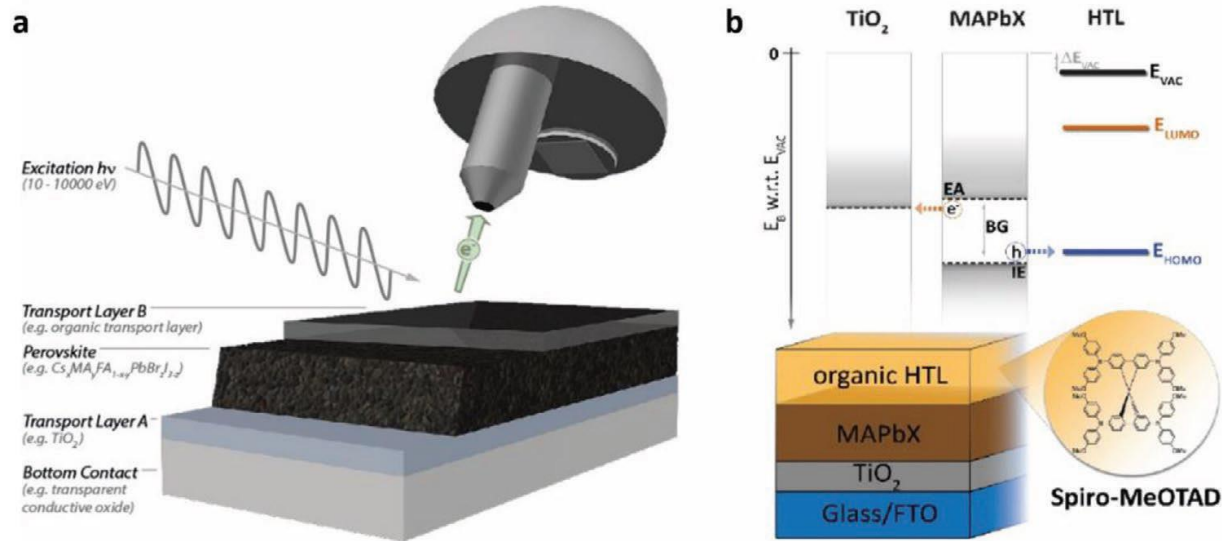 a
Excitation hν
(10 - 10000 eV)
e⁻
Transport Layer B
(e.g. organic transport layer)
Perovskite
Transport Layer A
(e.g. TiO₂)
Bottom Contact
(e.g. transparent
conductive oxide)
b
TiO₂
MAPbX
HTL
0
ΔE_VAC
E_VAC
E_LUMO
E_B w.r.t. E_VAC
EA
e⁻
BG
h
IE
E_HOMO
organic HTL
MAPbX
TiO₂
Glass/FTO
Spiro-MeOTAD